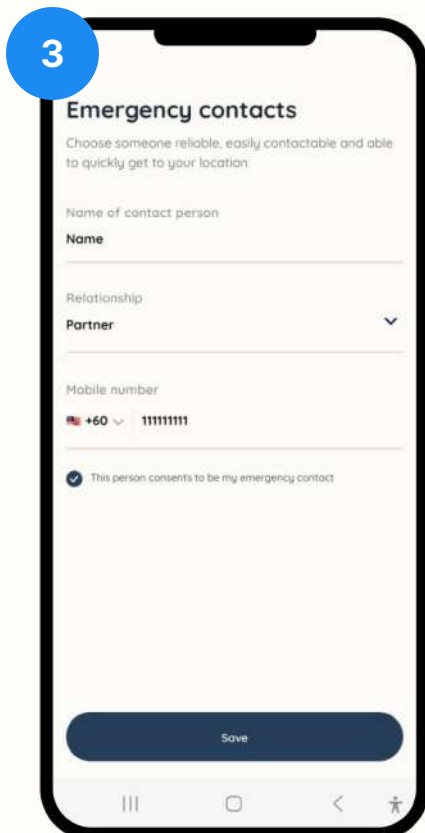 3
Emergency contacts
Choose someone reliable, easily contactable and able
to quickly get to your location
Name of contact person
Name
Relationship
Partner
Mobile number
+60 111111111
This person consents to be my emergency contact
Save